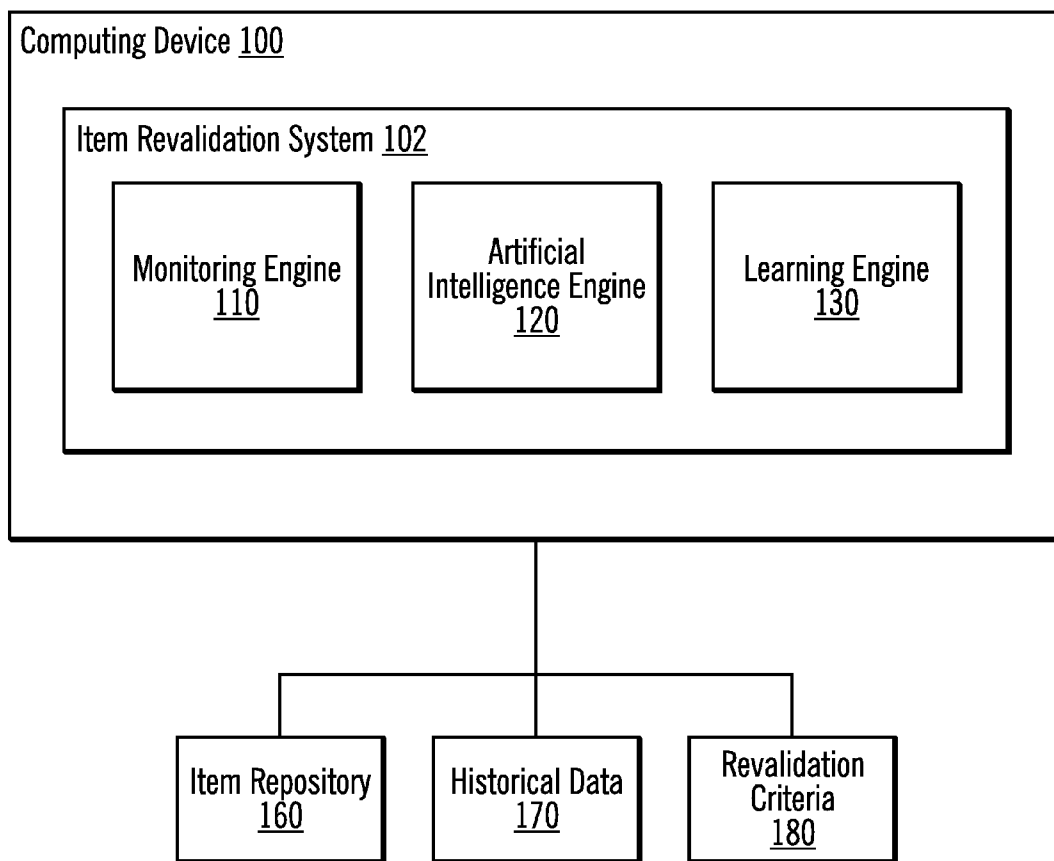 Computing Device 100
Item Revalidation System 102
Monitoring Engine
110
Artificial
Intelligence Engine
120
Learning Engine
130
Item Repository
160
Historical Data
170
Revalidation
Criteria
180